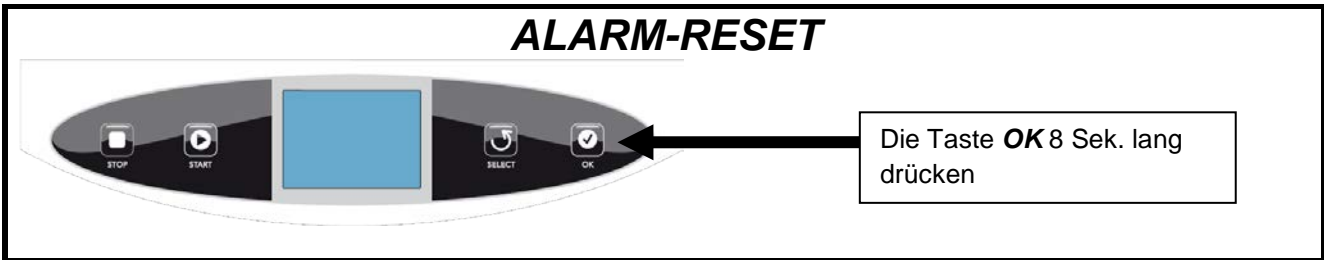 ALARM-RESET
STOP
START
SELECT
OK
Die Taste OK 8 Sek. lang
drücken